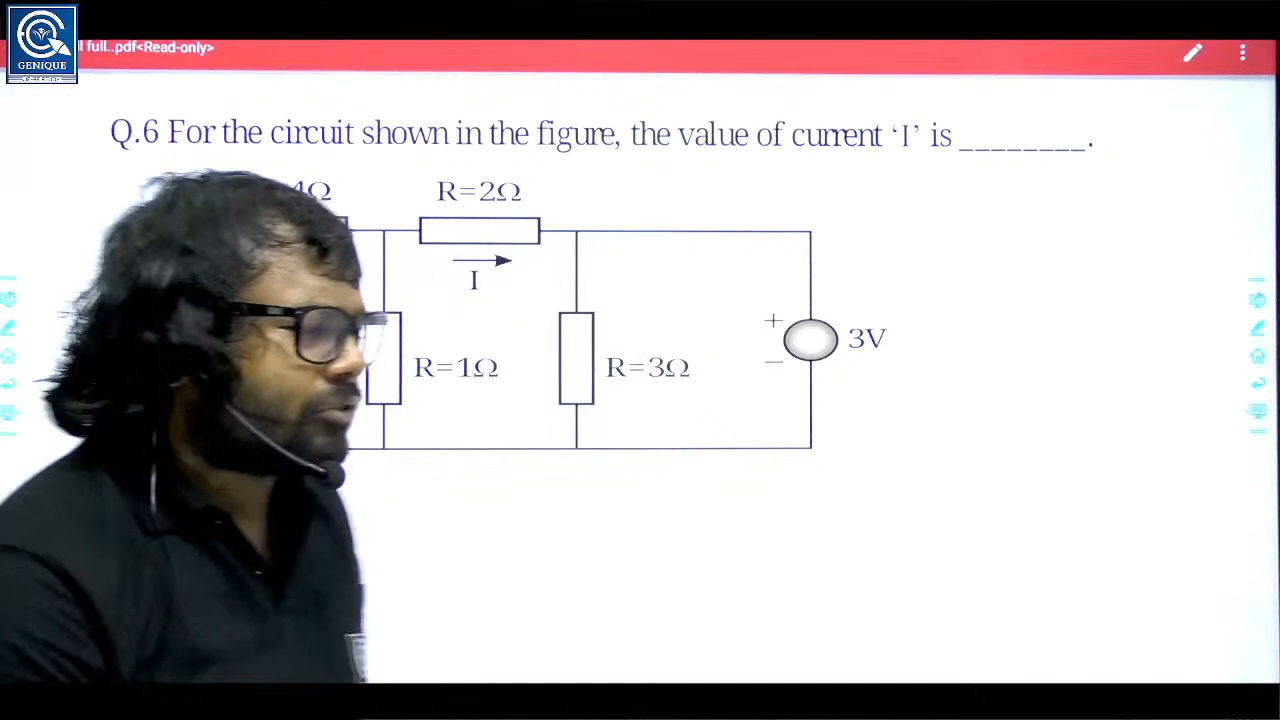 GENIQUE
l full..pdf<Read-only>
Q.6 For the circuit shown in the figure, the value of current ‘I’ is ________.
4Ω R=2Ω
I
+
3V
R=1Ω R=3Ω
−